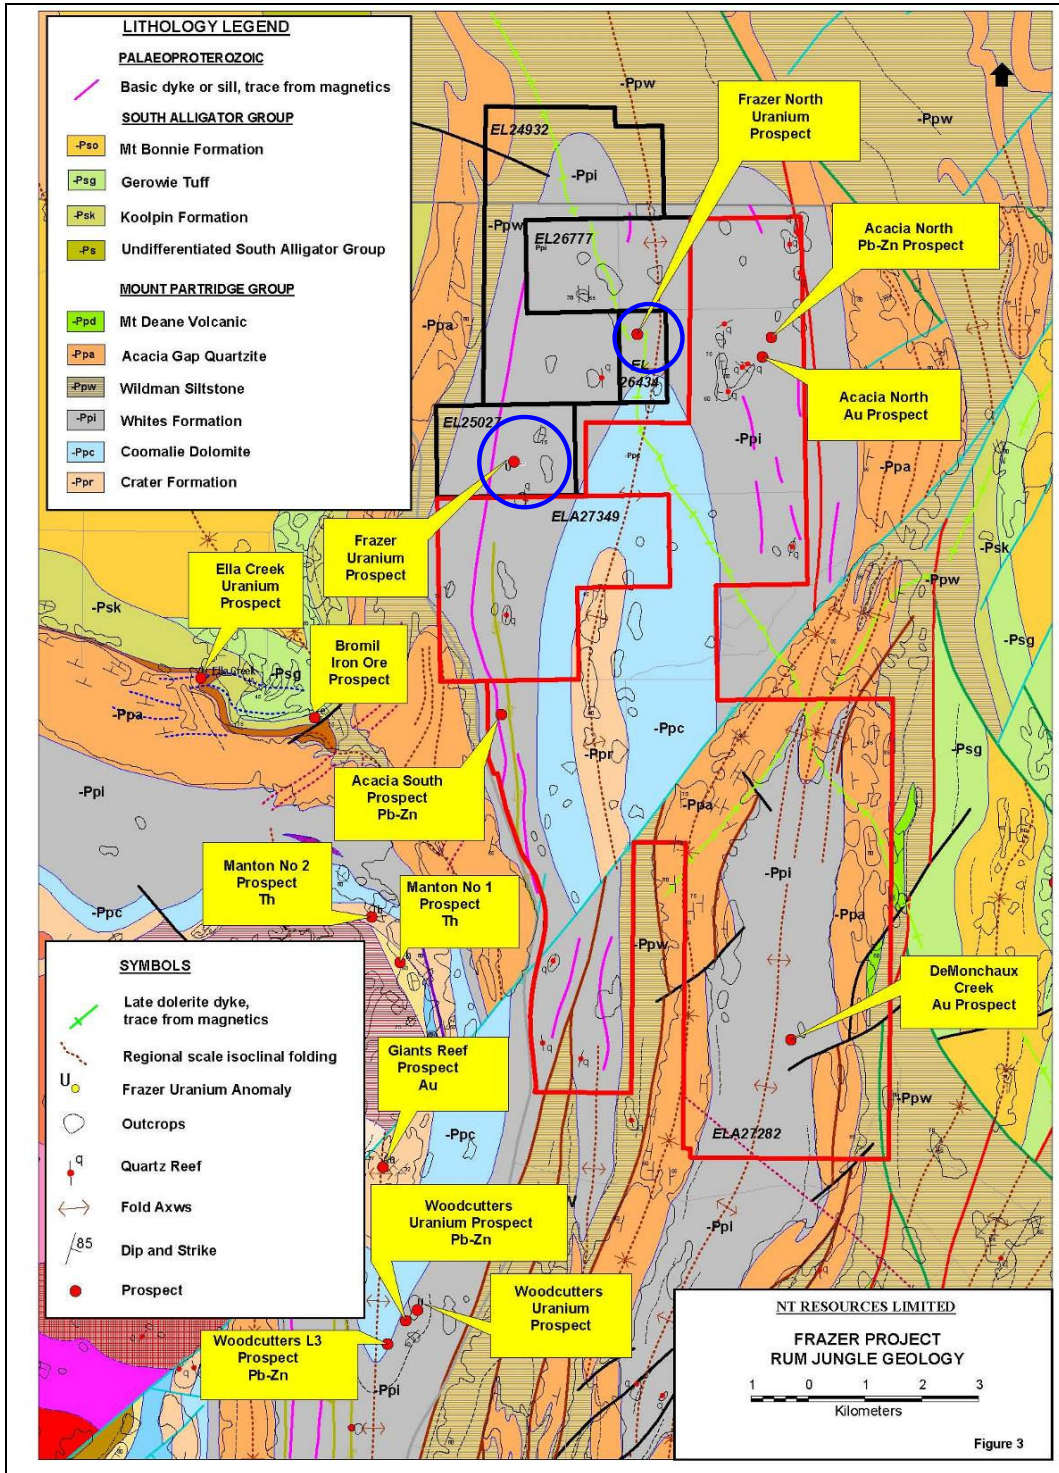 LITHOLOGY LEGEND
PALAEOPROTEROZOIC
Basic dyke or sill, trace from magnetics
SOUTH ALLIGATOR GROUP
-Pso Mt Bonnie Formation
-Psg Gerowie Tuff
-Psk Koolpin Formation
-Ps Undifferentiated South Alligator Group
MOUNT PARTRIDGE GROUP
-Ppd Mt Deane Volcanic
-Ppa Acacia Gap Quartzite
-Ppw Wildman Siltstone
-Ppi Whites Formation
-Ppc Coomalie Dolomite
-Ppr Crater Formation
-Ppw
Frazer North
Uranium
Prospect
-Ppw
EL24932
-Ppi
-Ppw
EL26777
Ppi
Acacia North
Pb-Zn Prospect
-Ppa
EL
26434
Acacia North
Au Prospect
EL25027
U
-Ppi
-Ppc
-Ppa
ELA27349
Frazer
Uranium
Prospect
Ella Creek
Uranium
Prospect
-Psk
-Psk
-Ppw
Bromil
Iron Ore
Prospect
Ella Creek
-Psg
-Psg
-Ppa
-Ppc
-Psg
-Ppr
-Ppi
Acacia South
Prospect
Pb-Zn
-Ppa
-Ppi
Manton No 2
Prospect
Th
Manton No 1
Prospect
Th
-Ppc
-Ppa
-Ppw
DeMonchaux
Creek
Au Prospect
SYMBOLS
Late dolerite dyke,
trace from magnetics
Regional scale isoclinal folding
U Frazer Uranium Anomaly
Outcrops
q Quartz Reef
Fold Axws
85 Dip and Strike
Prospect
Giants Reef
Prospect
Au
-Ppw
-Ppc
ELA27282
Woodcutters
Uranium Prospect
Pb-Zn
-Ppi
Woodcutters
Uranium
Prospect
Woodcutters L3
Prospect
Pb-Zn
-Ppi
NT RESOURCES LIMITED
FRAZER PROJECT
RUM JUNGLE GEOLOGY
1 0 1 2 3
Kilometers
Figure 3